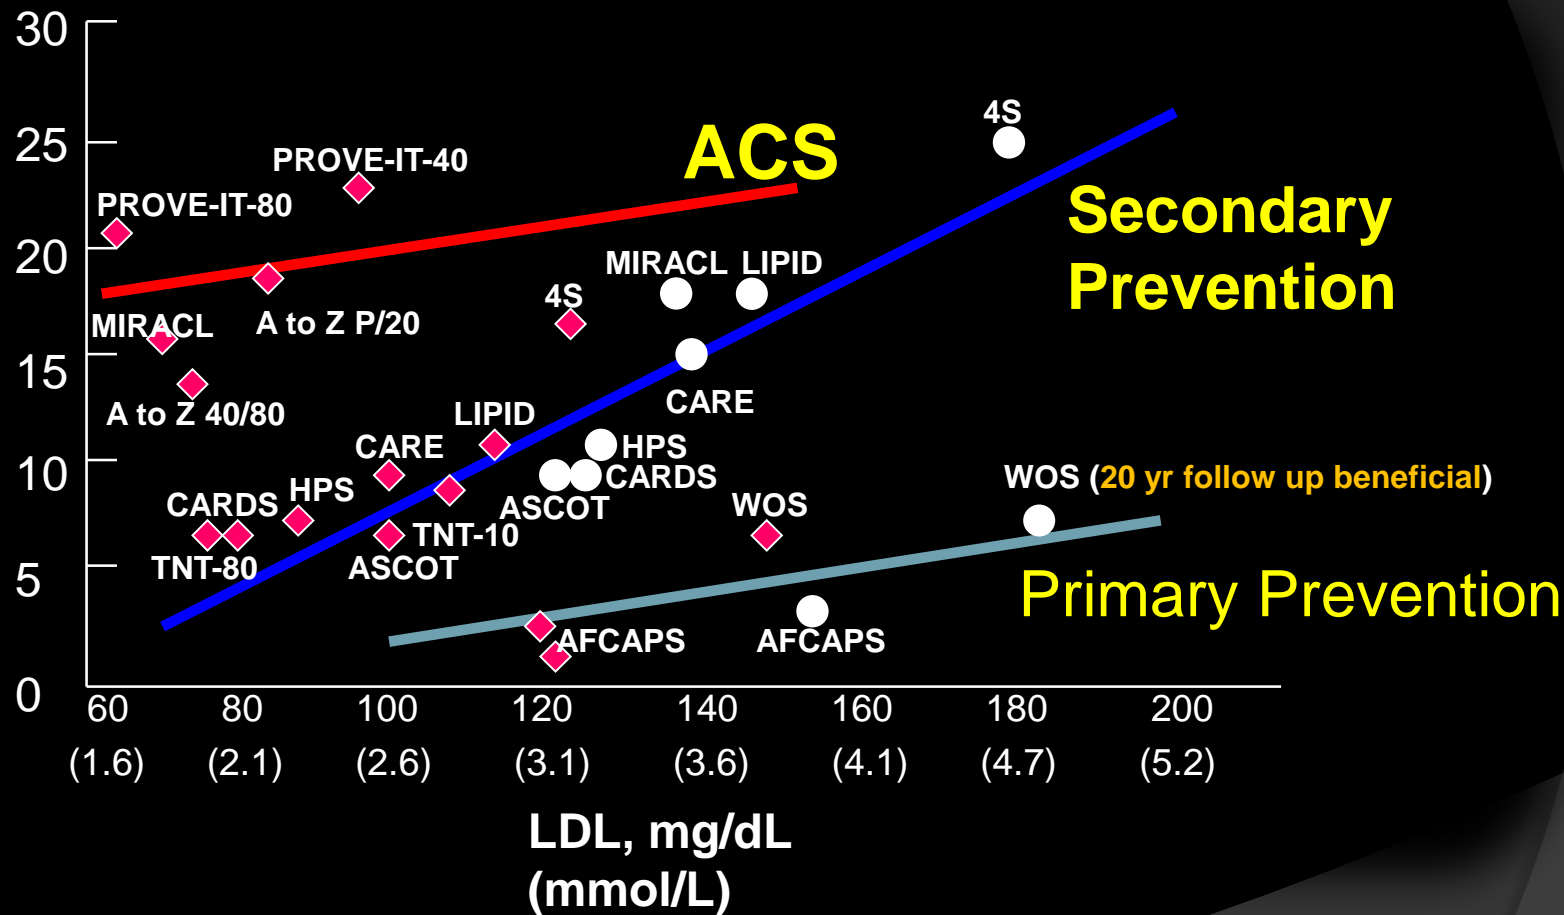 30
4S
25
ACS
PROVE-IT-40
PROVE-IT-80
Secondary
Prevention
20
MIRACL LIPID
4S
MIRACL
A to Z P/20
15
CARE
A to Z 40/80
LIPID
CARE
HPS
10
CARDS
WOS (20 yr follow up beneficial)
HPS
CARDS
ASCOT
WOS
TNT-10
TNT-80
ASCOT
5
Primary Prevention
AFCAPS
AFCAPS
0
60 80 100 120 140 160 180 200
(1.6) (2.1) (2.6) (3.1) (3.6) (4.1) (4.7) (5.2)
LDL, mg/dL
(mmol/L)